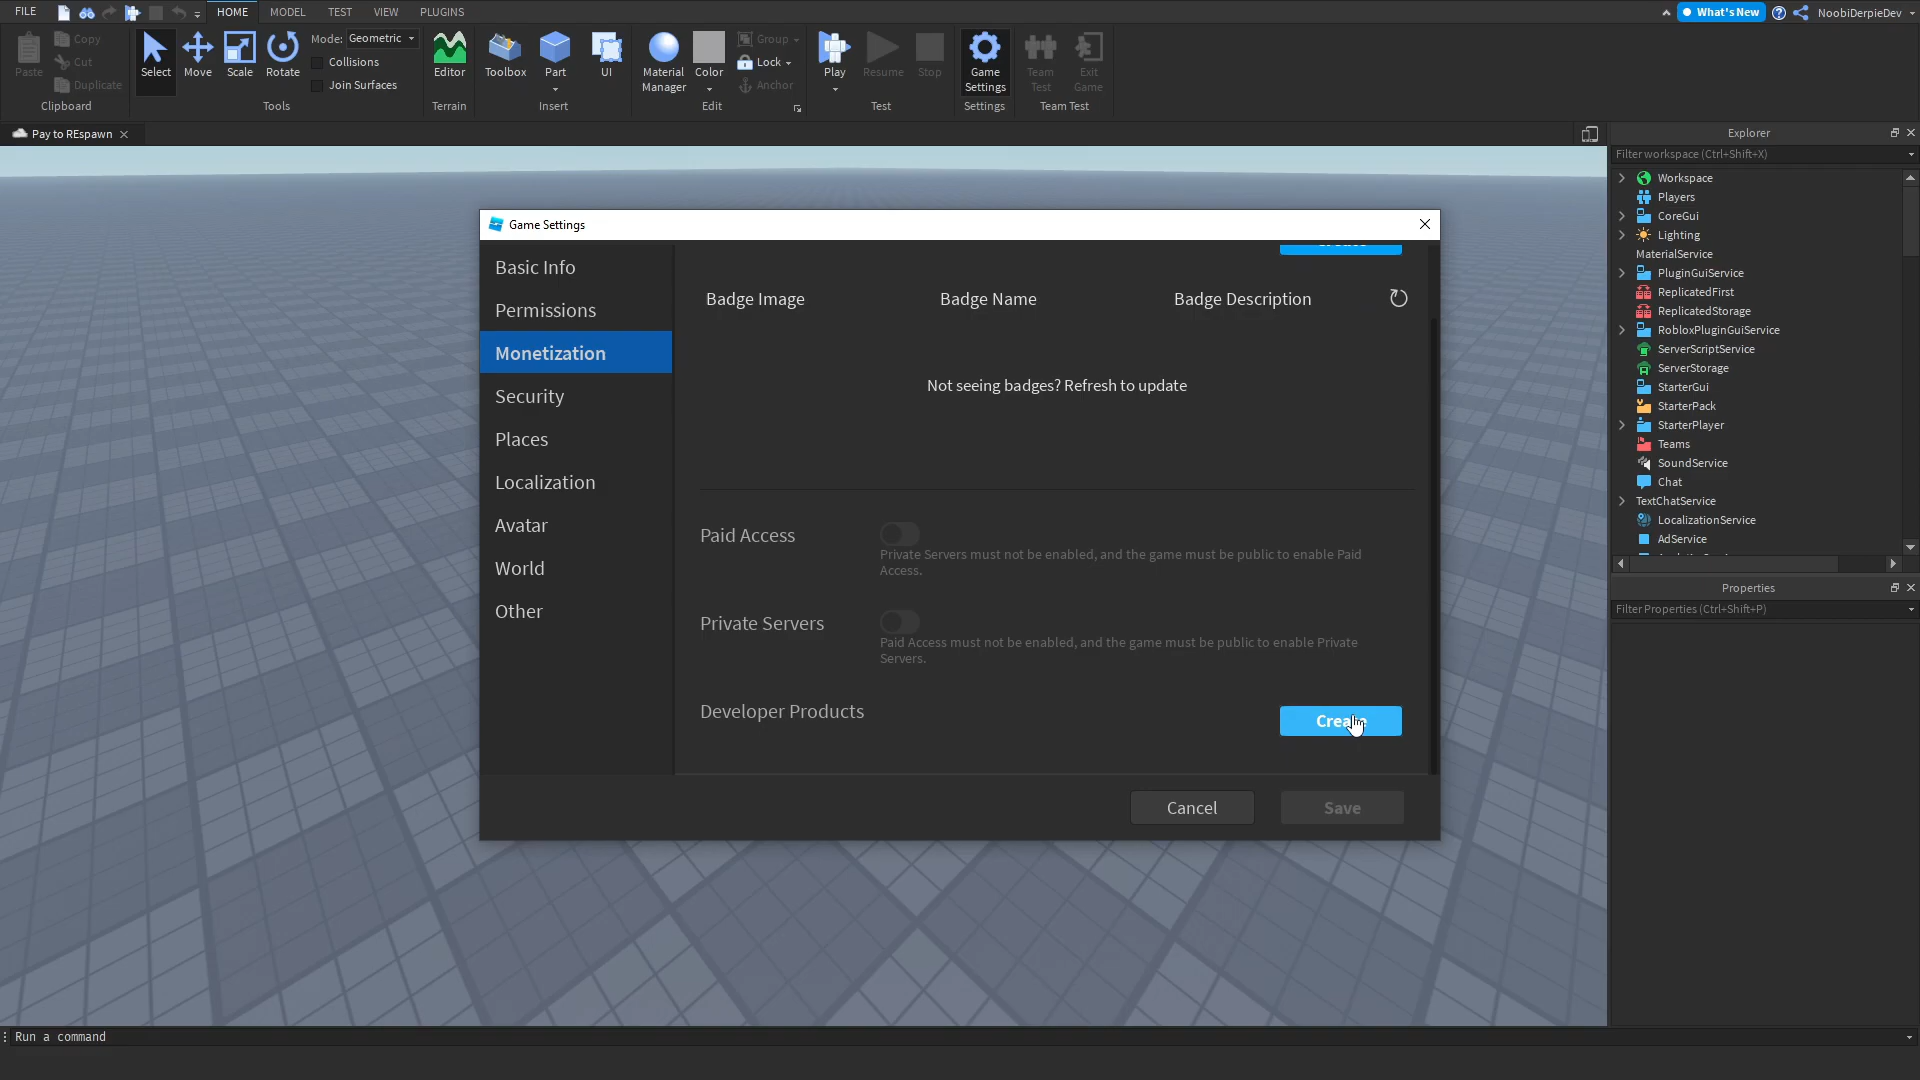 FILE HOME MODEL TEST VIEW PLUGINS What's New NoobiDerpieDev
Paste Copy Cut Duplicate
Clipboard
Select Move Scale Rotate Mode: Geometric
Collisions
Join Surfaces
Tools
Editor
Terrain
Toolbox Part UI
Insert
Material Manager Color Group Lock Anchor
Edit
Play Resume Stop
Test
Game Settings
Settings
Team Test Exit Game
Team Test
Pay to REspawn
Game Settings
Basic Info
Permissions
Monetization
Security
Places
Localization
Avatar
World
Other
Badge Image Badge Name Badge Description
Not seeing badges? Refresh to update
Paid Access
Private Servers must not be enabled, and the game must be public to enable Paid
Access.
Private Servers
Paid Access must not be enabled, and the game must be public to enable Private
Servers.
Developer Products
Create
Cancel Save
Explorer
Filter workspace (Ctrl+Shift+X)
Workspace
Players
CoreGui
Lighting
MaterialService
PluginGuiService
ReplicatedFirst
ReplicatedStorage
RobloxPluginGuiService
ServerScriptService
ServerStorage
StarterGui
StarterPack
StarterPlayer
Teams
SoundService
Chat
TextChatService
LocalizationService
AdService
Properties
Filter Properties (Ctrl+Shift+P)
Run a command